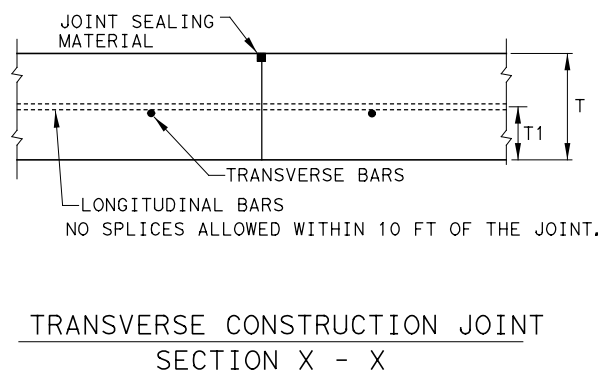 JOINT SEALING
MATERIAL
T
T1
TRANSVERSE BARS
LONGITUDINAL BARS
NO SPLICES ALLOWED WITHIN 10 FT OF THE JOINT.
TRANSVERSE CONSTRUCTION JOINT
SECTION X - X